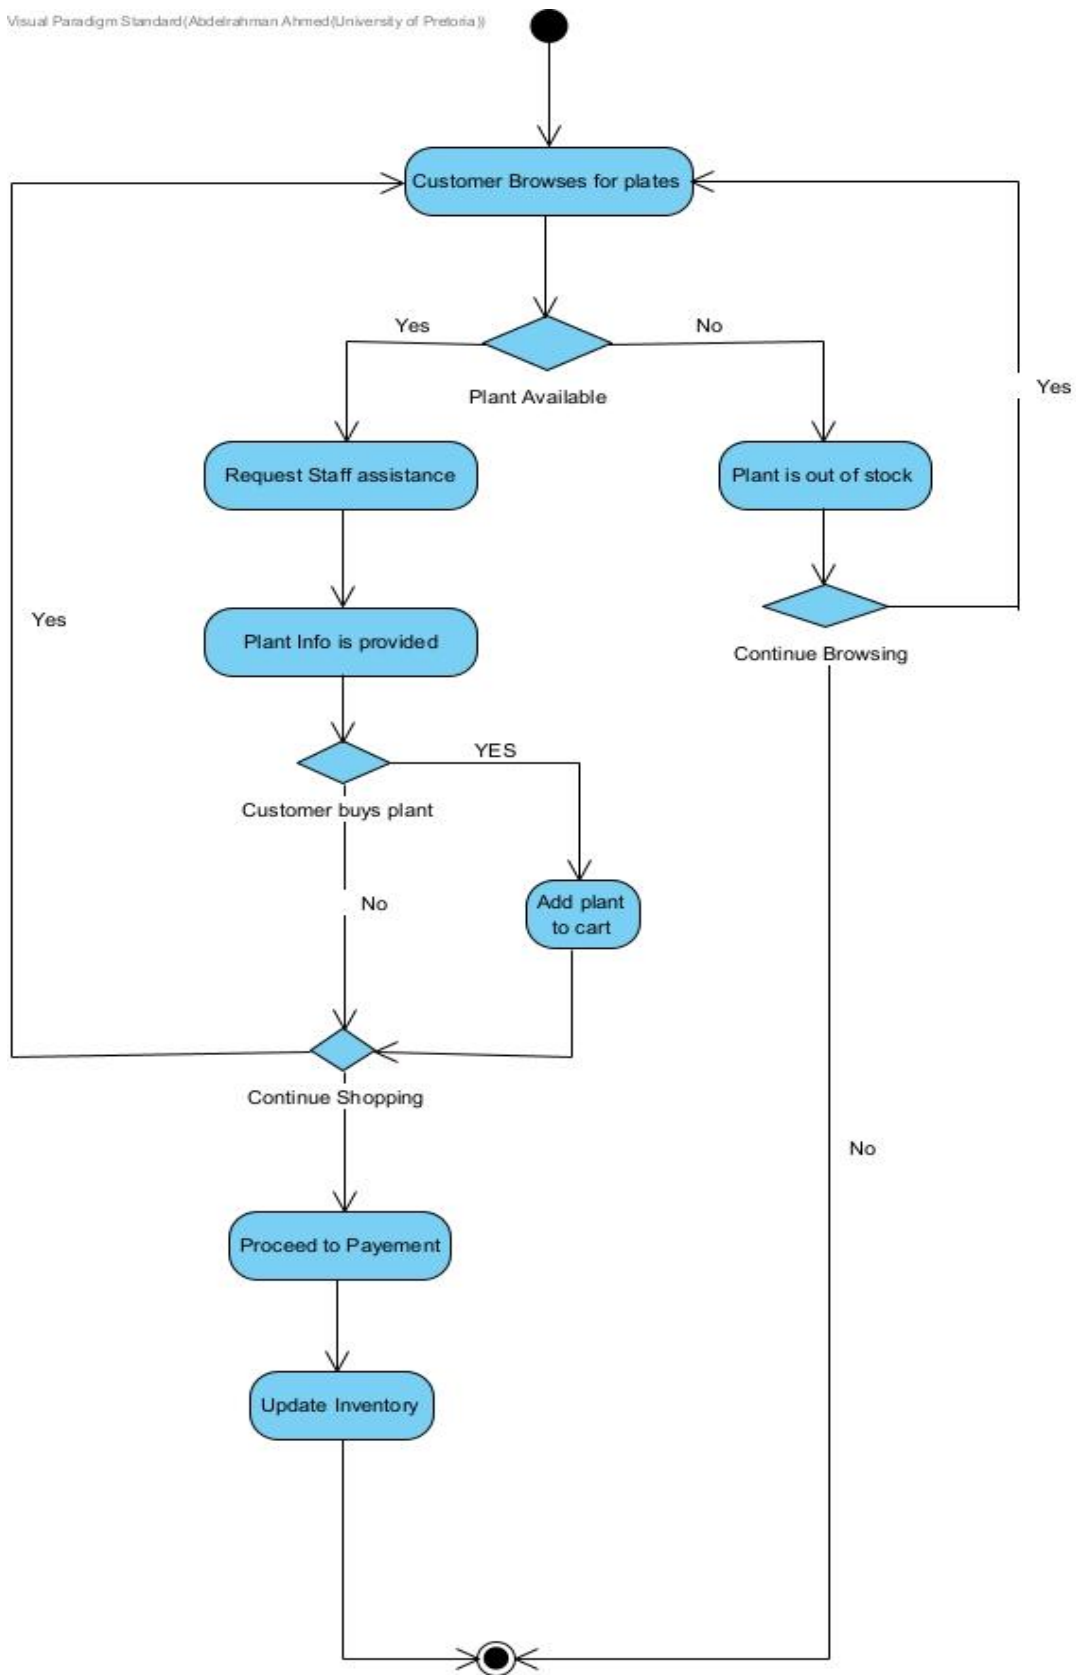 Visual Paradigm Standard(Abdelrahman Ahmed(University of Pretoria))
Customer Browses for plates
Yes
No
Plant Available
Yes
Request Staff assistance
Plant is out of stock
Yes
Plant Info is provided
Continue Browsing
YES
Customer buys plant
No
Add plant
to cart
Continue Shopping
No
Proceed to Payement
Update Inventory